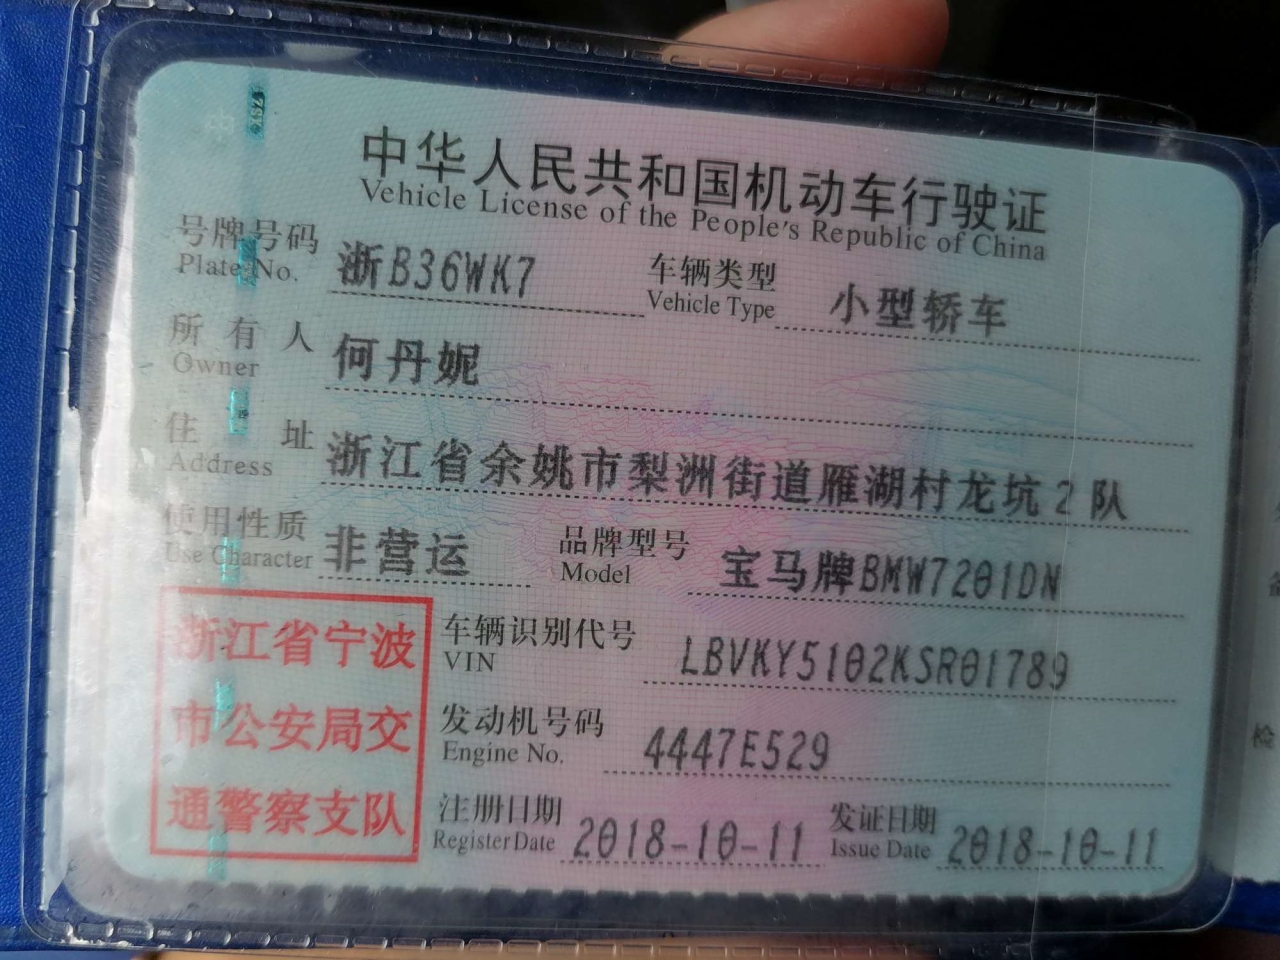 中华人民共和国机动车行驶证
Vehicle License of the People's Republic of China
号牌号码 浙B36WK7 车辆类型 小型轿车
Plate No. Vehicle Type
所有人 何丹妮
Owner
住址 浙江省余姚市梨洲街道雁湖村龙坑2队
Address
使用性质 非营运 品牌型号 宝马牌BMW7201DN
Use Character Model
浙江省宁波
市公安局交
通警察支队
车辆识别代号 LBVKY5102KSR01789
VIN
发动机号码 4447E529
Engine No.
注册日期 2018-10-11 发证日期 2018-10-11
Register Date Issue Date
检